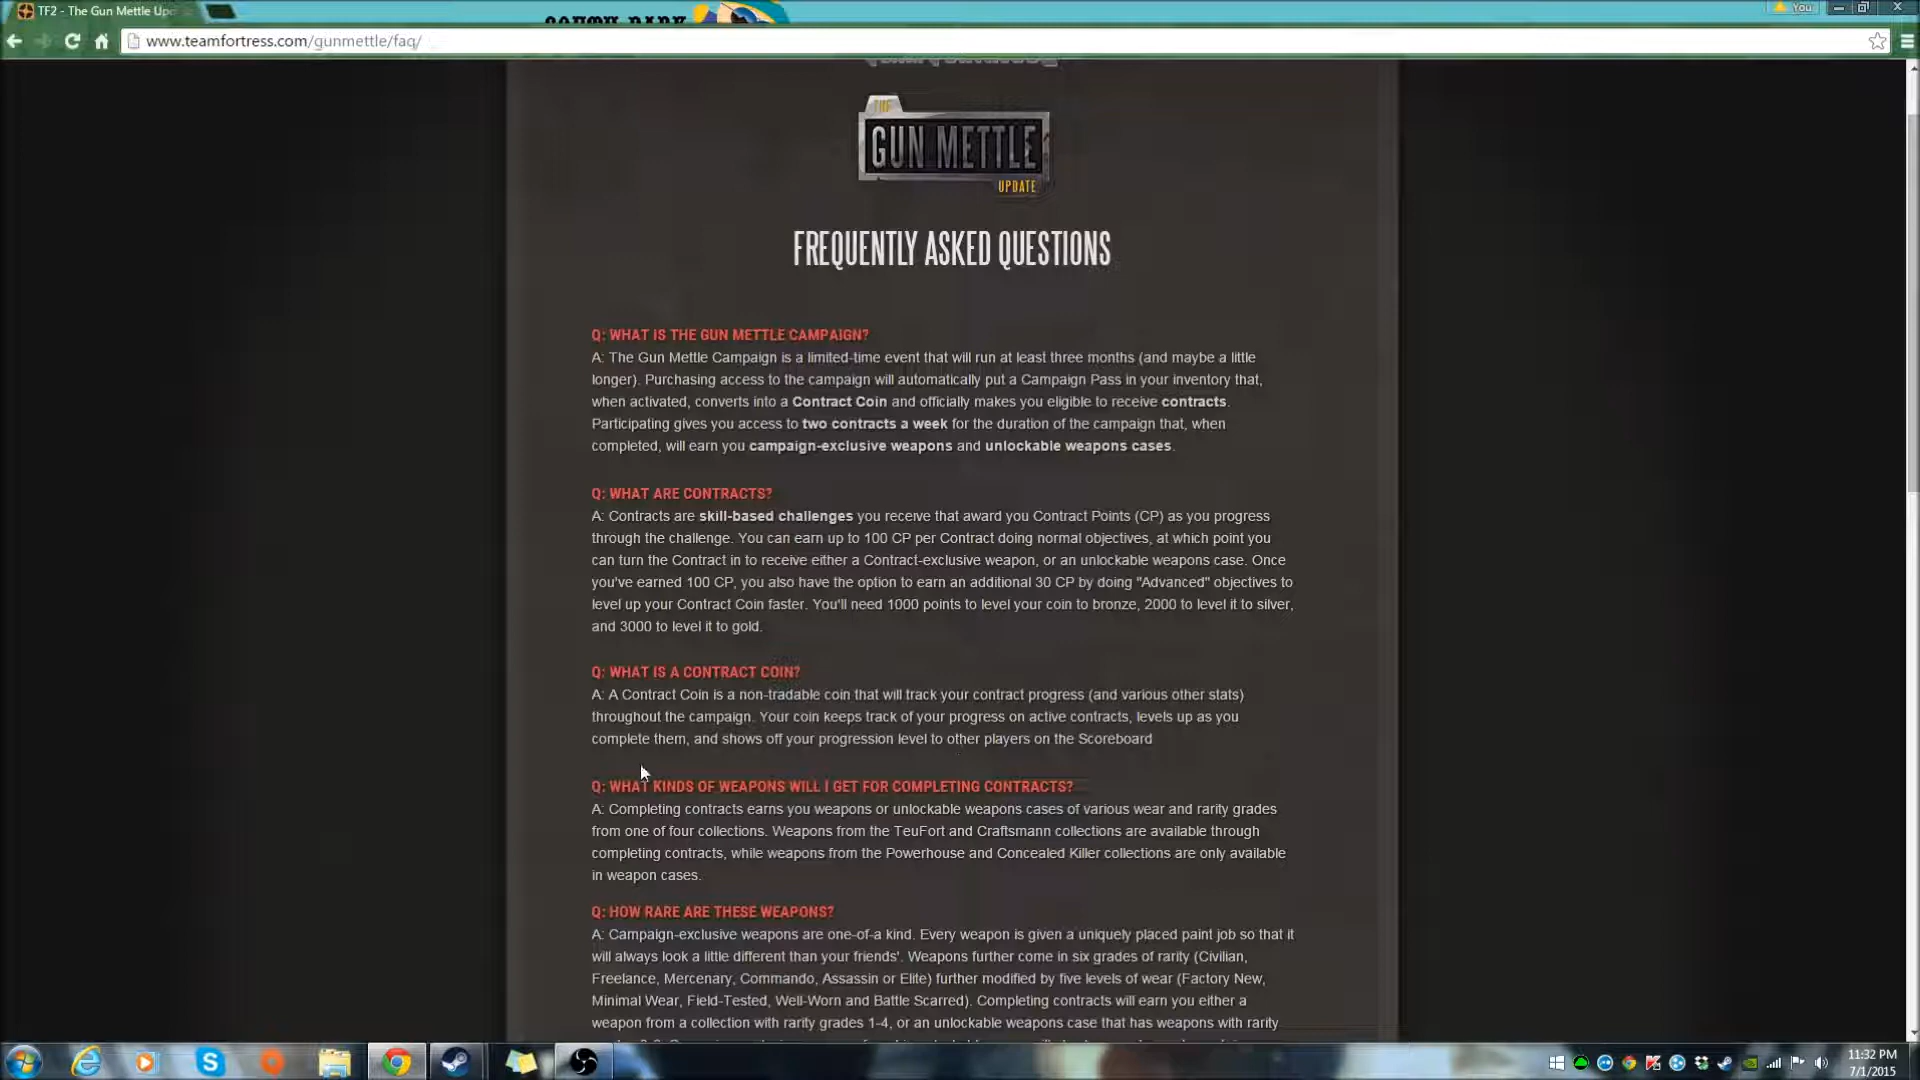 TF2 - The Gun Mettle Up
You
www.teamfortress.com/gunmettle/faq/
THE
GUN METTLE
UPDATE
FREQUENTLY ASKED QUESTIONS
Q: WHAT IS THE GUN METTLE CAMPAIGN?
A: The Gun Mettle Campaign is a limited-time event that will run at least three months (and maybe a little
longer). Purchasing access to the campaign will automatically put a Campaign Pass in your inventory that,
when activated, converts into a Contract Coin and officially makes you eligible to receive contracts.
Participating gives you access to two contracts a week for the duration of the campaign that, when
completed, will earn you campaign-exclusive weapons and unlockable weapons cases.
Q: WHAT ARE CONTRACTS?
A: Contracts are skill-based challenges you receive that award you Contract Points (CP) as you progress
through the challenge. You can earn up to 100 CP per Contract doing normal objectives, at which point you
can turn the Contract in to receive either a Contract-exclusive weapon, or an unlockable weapons case. Once
you've earned 100 CP, you also have the option to earn an additional 30 CP by doing "Advanced" objectives to
level up your Contract Coin faster. You'll need 1000 points to level your coin to bronze, 2000 to level it to silver,
and 3000 to level it to gold.
Q: WHAT IS A CONTRACT COIN?
A: A Contract Coin is a non-tradable coin that will track your contract progress (and various other stats)
throughout the campaign. Your coin keeps track of your progress on active contracts, levels up as you
complete them, and shows off your progression level to other players on the Scoreboard
Q: WHAT KINDS OF WEAPONS WILL I GET FOR COMPLETING CONTRACTS?
A: Completing contracts earns you weapons or unlockable weapons cases of various wear and rarity grades
from one of four collections. Weapons from the TeuFort and Craftsmann collections are available through
completing contracts, while weapons from the Powerhouse and Concealed Killer collections are only available
in weapon cases.
Q: HOW RARE ARE THESE WEAPONS?
A: Campaign-exclusive weapons are one-of-a kind. Every weapon is given a uniquely placed paint job so that it
will always look a little different than your friends'. Weapons further come in six grades of rarity (Civilian,
Freelance, Mercenary, Commando, Assassin or Elite) further modified by five levels of wear (Factory New,
Minimal Wear, Field-Tested, Well-Worn and Battle Scarred). Completing contracts will earn you either a
weapon from a collection with rarity grades 1-4, or an unlockable weapons case that has weapons with rarity
11:32 PM
7/1/2015